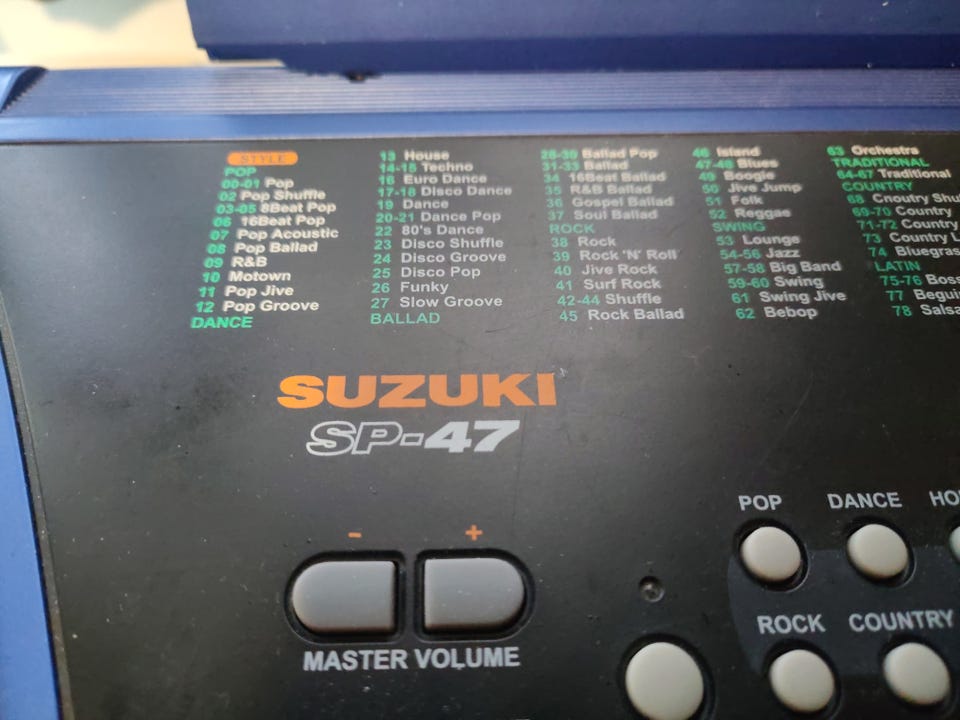 STYLE
POP
00-01 Pop
02 Pop Shuffle
03-05 8Beat Pop
06 16Beat Pop
07 Pop Acoustic
08 Pop Ballad
09 R&B
10 Motown
11 Pop Jive
12 Pop Groove
DANCE
13 House
14-15 Techno
16 Euro Dance
17-18 Disco Dance
19 Dance
20-21 Dance Pop
22 80's Dance
23 Disco Shuffle
24 Disco Groove
25 Disco Pop
26 Funky
27 Slow Groove
BALLAD
28-30 Ballad Pop
31-33 Ballad
34 16Beat Ballad
35 R&B Ballad
36 Gospel Ballad
37 Soul Ballad
ROCK
38 Rock
39 Rock 'N' Roll
40 Jive Rock
41 Surf Rock
42-44 Shuffle
45 Rock Ballad
46 Island
47-48 Blues
49 Boogie
50 Jive Jump
51 Folk
52 Reggae
SWING
53 Lounge
54-56 Jazz
57-58 Big Band
59-60 Swing
61 Swing Jive
62 Bebop
63 Orchestra
TRADITIONAL
64-67 Traditional
COUNTRY
68 Cnoutry Shu
69-70 Country
71-72 Country
73 Country L
74 Bluegras
LATIN
75-76 Boss
77 Begui
78 Salsa
SUZUKI
SP-47
- +
MASTER VOLUME
POP DANCE HO
ROCK COUNTRY